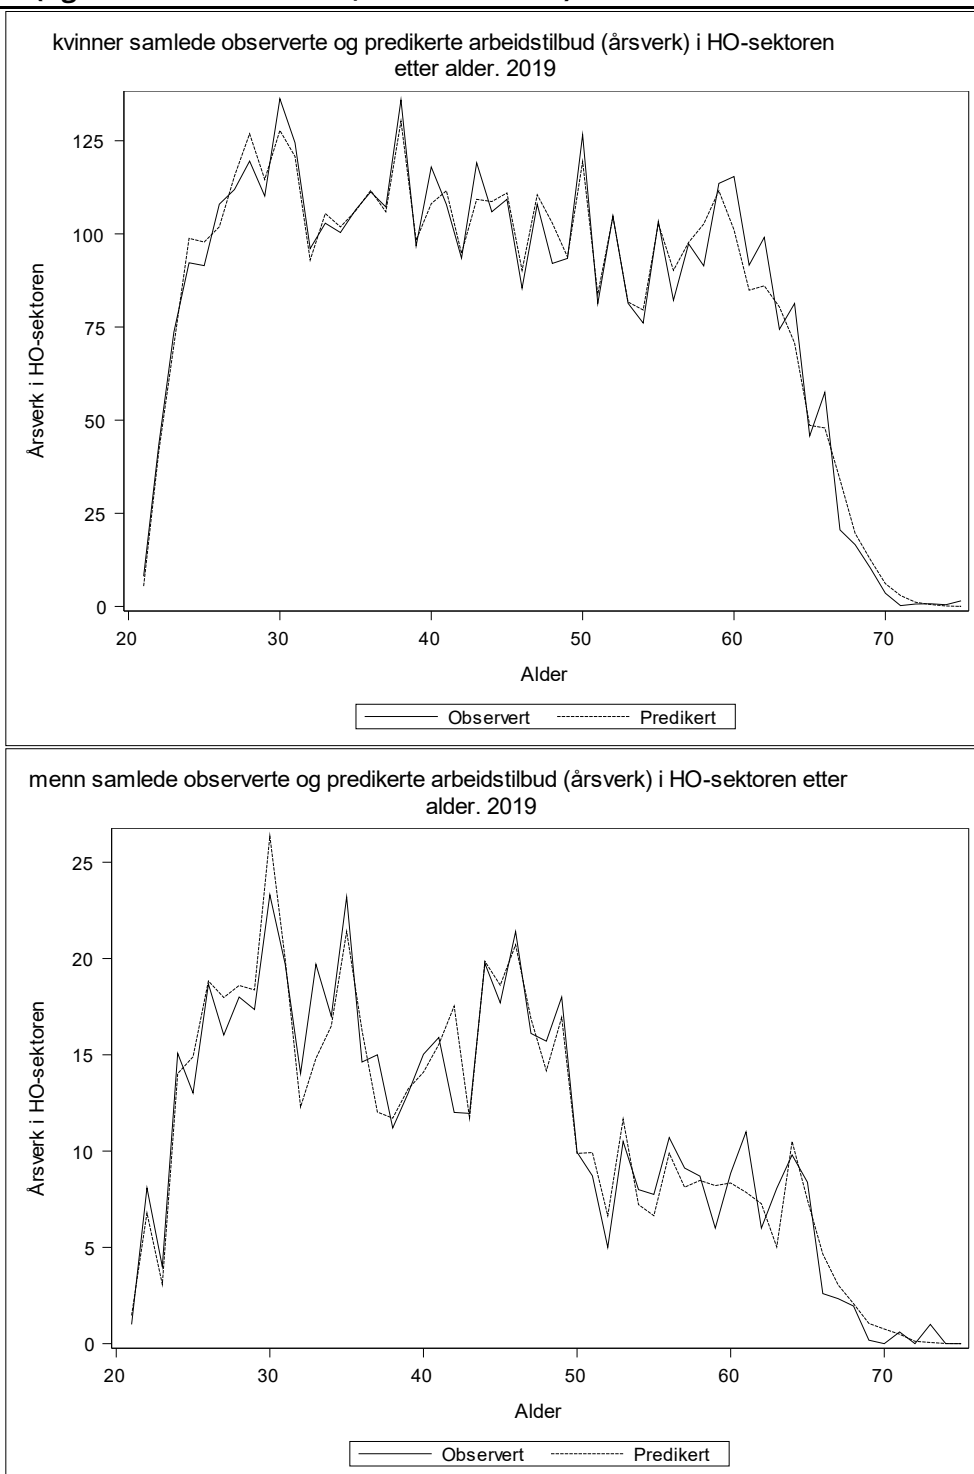 kvinner samlede observerte og predikerte arbeidstilbud (årsverk) i HO-sektoren
etter alder. 2019
125
100
75
50
25
0
Årsverk i HO-sektoren
20 30 40 50 60 70
Alder
Observert Predikert
menn samlede observerte og predikerte arbeidstilbud (årsverk) i HO-sektoren etter
alder. 2019
25
20
15
10
5
0
Årsverk i HO-sektoren
20 30 40 50 60 70
Alder
Observert Predikert